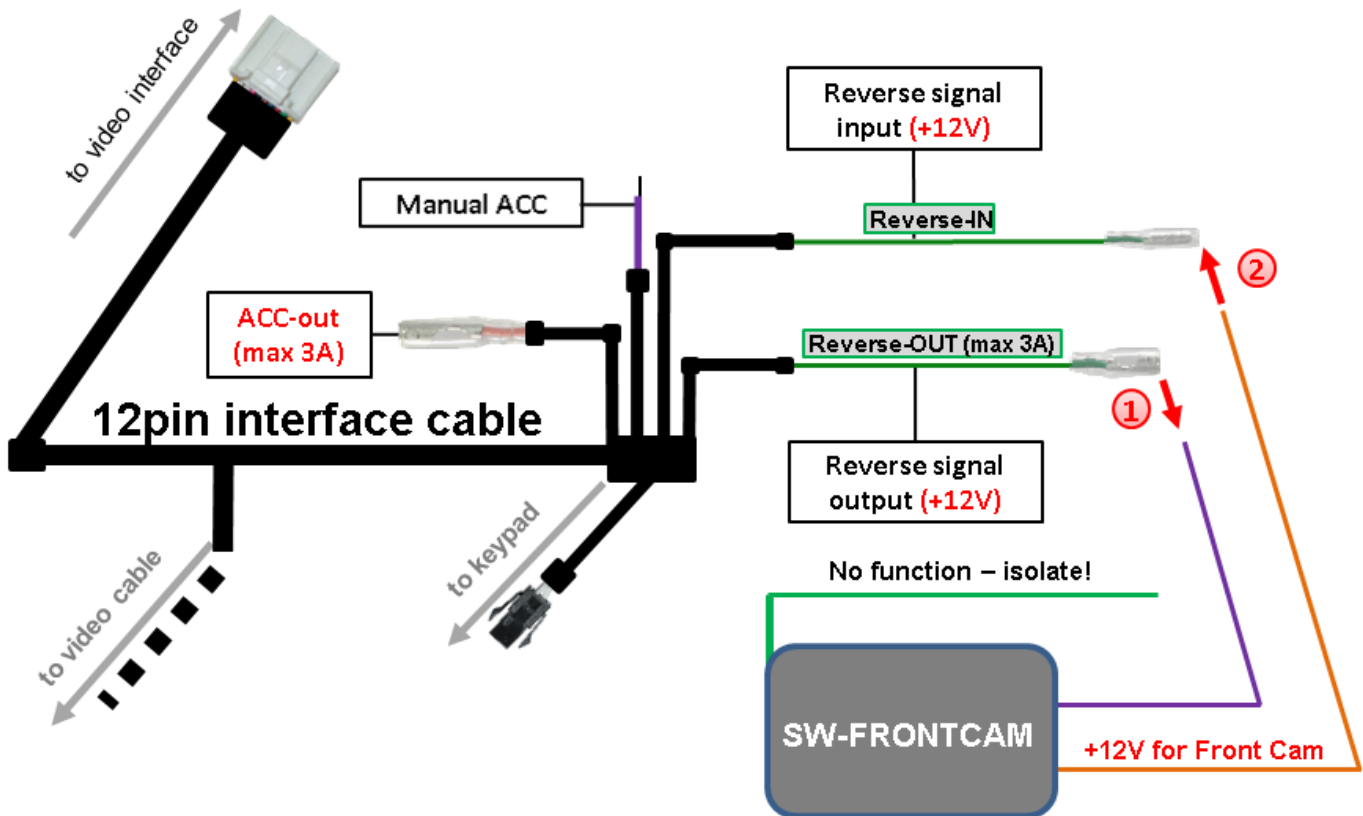 to video interface
Reverse signal
input (+12V)
Manual ACC
Reverse-IN
2
ACC-out
(max 3A)
Reverse-OUT (max 3A)
1
12pin interface cable
Reverse signal
output (+12V)
to keypad
to video cable
No function – isolate!
SW-FRONTCAM
+12V for Front Cam